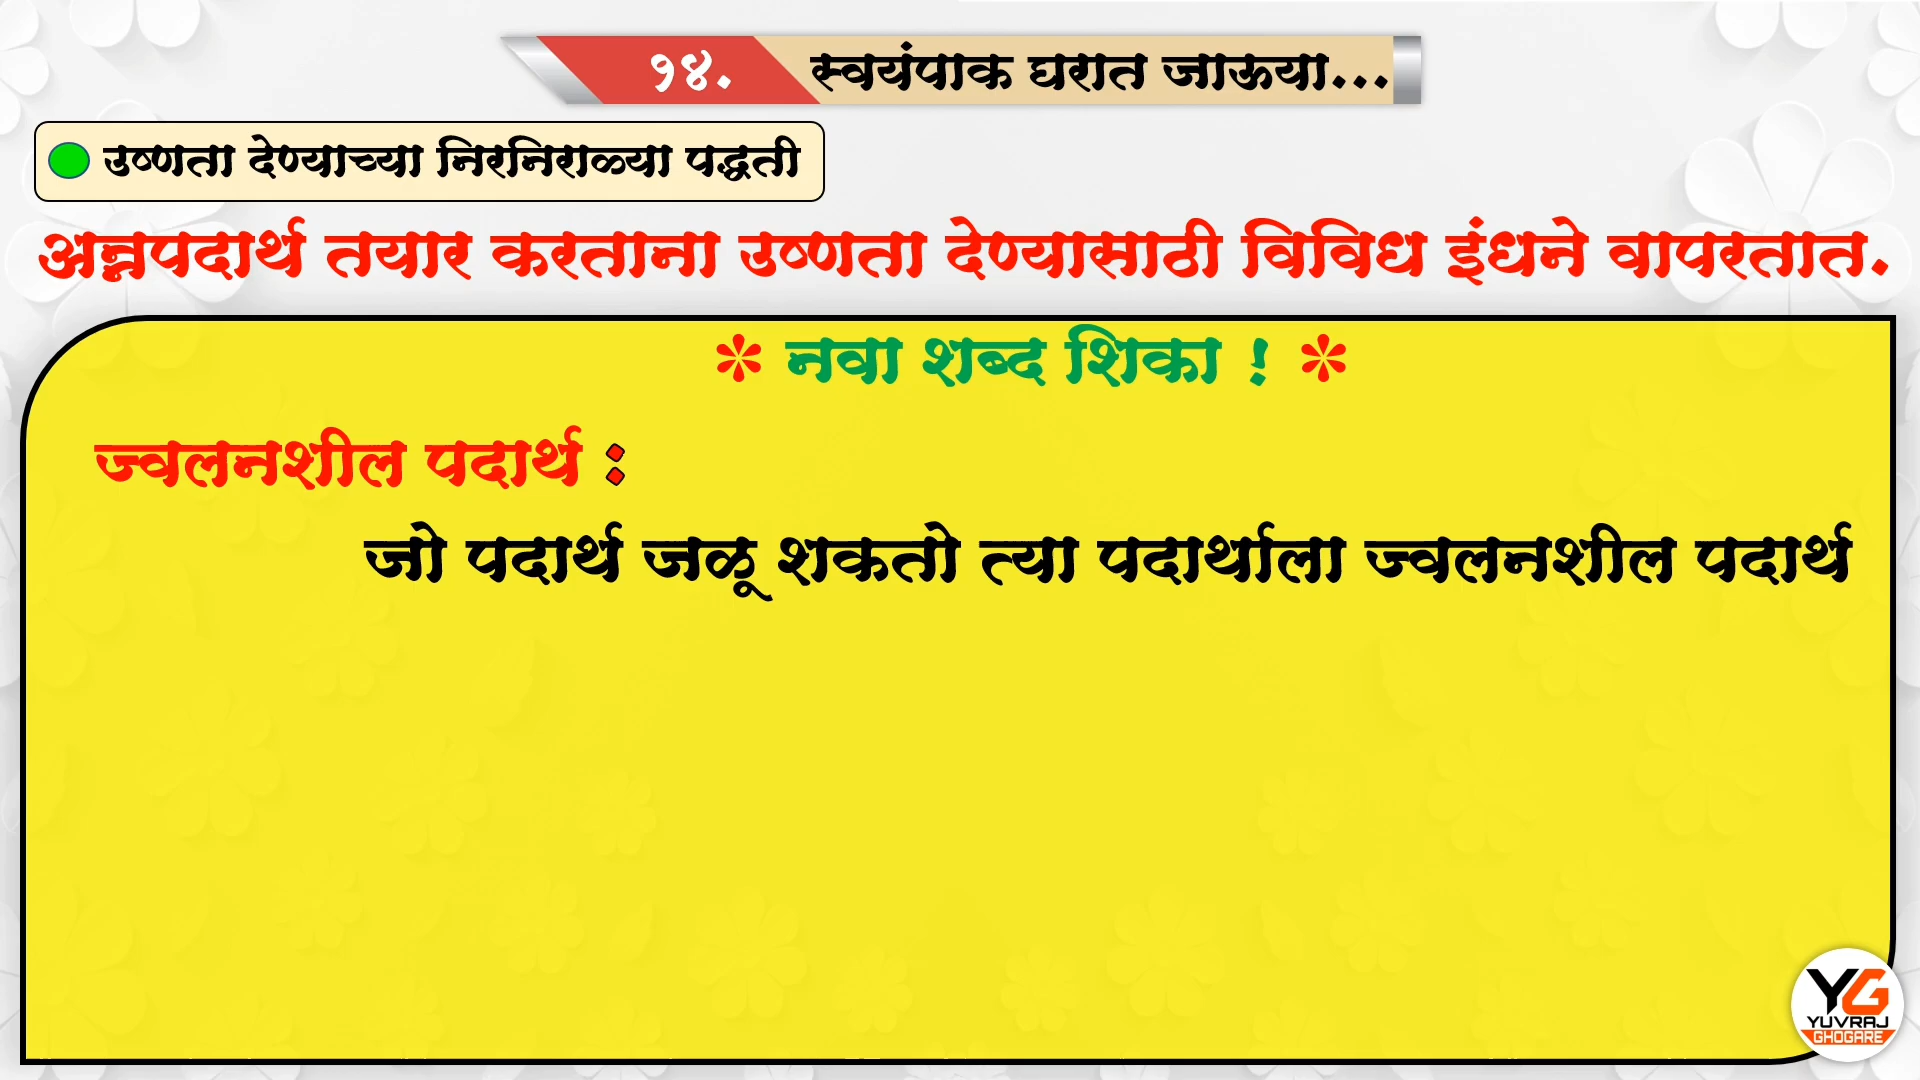 १४. स्वयंपाक घरात जाऊया...
उष्णता देण्याच्या निरनिराळ्या पद्धती
अन्नपदार्थ तयार करताना उष्णता देण्यासाठी विविध इंधने वापरतात.
* नवा शब्द शिका ! *
ज्वलनशील पदार्थ :
जो पदार्थ जळू शकतो त्या पदार्थाला ज्वलनशील पदार्थ
YG
YUVRAJ
GHOGARE